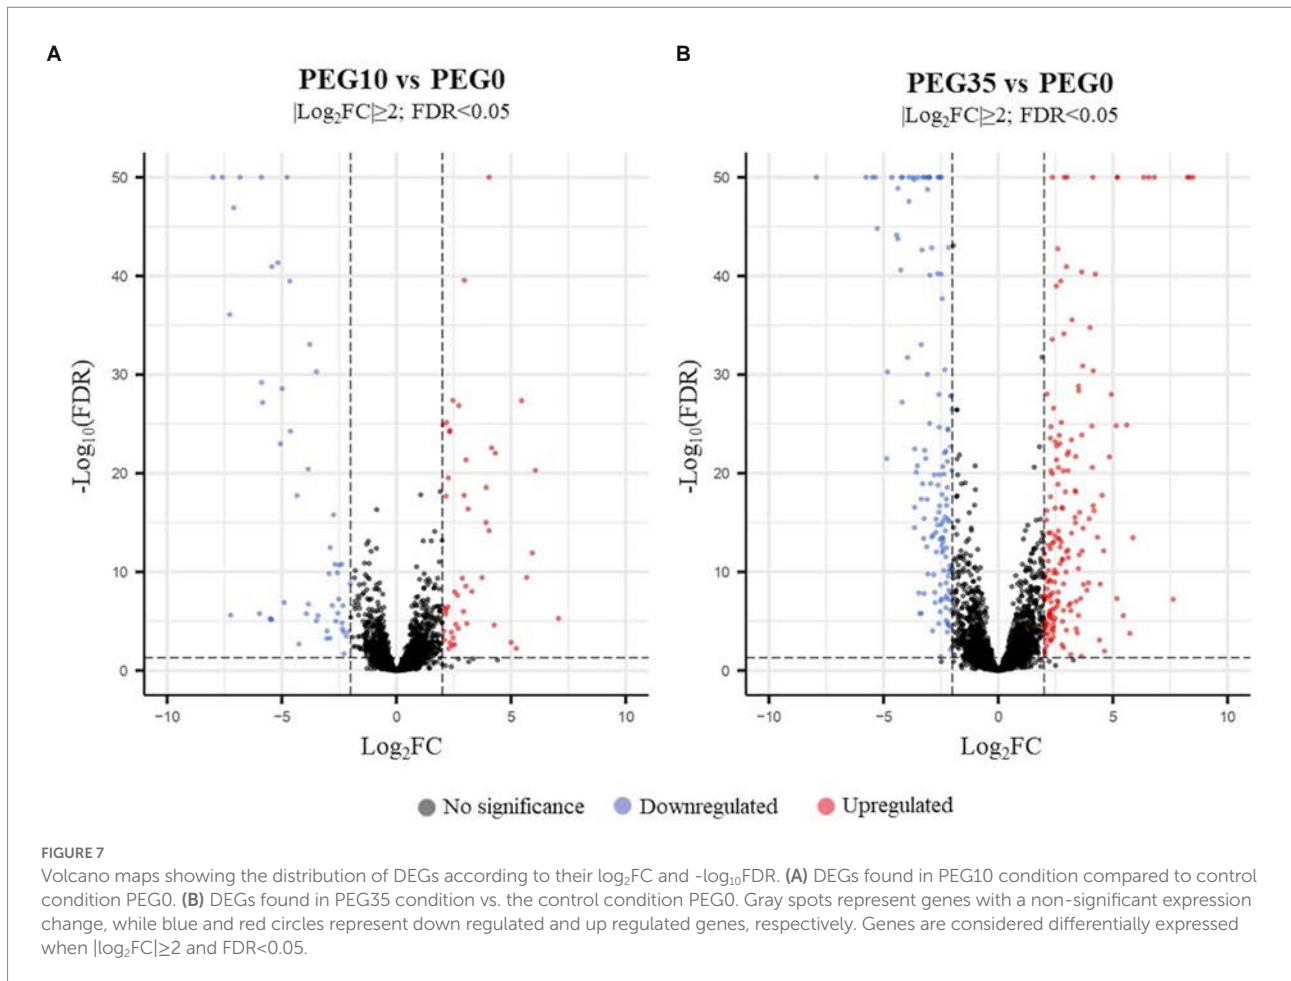 A
PEG10 vs PEG0
|Log₂FC|≥2; FDR<0.05
50
40
30
20
10
0
-Log₁₀(FDR)
−10
−5
0
5
10
Log₂FC
B
PEG35 vs PEG0
|Log₂FC|≥2; FDR<0.05
50
40
30
20
10
0
-Log₁₀(FDR)
−10
−5
0
5
10
Log₂FC
No significance
Downregulated
Upregulated
FIGURE 7
Volcano maps showing the distribution of DEGs according to their log₂FC and -log₁₀FDR. (A) DEGs found in PEG10 condition compared to control
condition PEG0. (B) DEGs found in PEG35 condition vs. the control condition PEG0. Gray spots represent genes with a non-significant expression
change, while blue and red circles represent down regulated and up regulated genes, respectively. Genes are considered differentially expressed
when |log₂FC|≥2 and FDR<0.05.